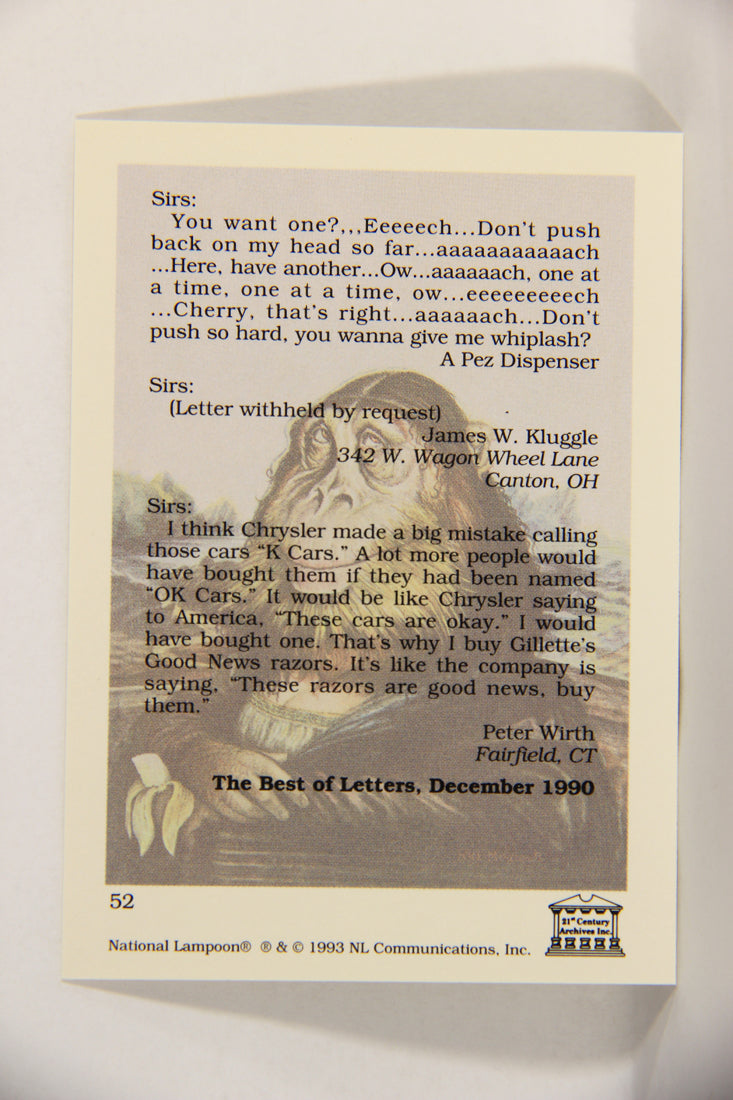 Sirs:
You want one?,,,Eeeeech...Don't push
back on my head so far...aaaaaaaaaaach
...Here, have another...Ow...aaaaaach, one at
a time, one at a time, ow...eeeeeeeeech
...Cherry, that's right...aaaaaach...Don't
push so hard, you wanna give me whiplash?
A Pez Dispenser
Sirs:
(Letter withheld by request)
James W. Kluggle
342 W. Wagon Wheel Lane
Canton, OH
Sirs:
I think Chrysler made a big mistake calling
those cars “K Cars.” A lot more people would
have bought them if they had been named
“OK Cars.” It would be like Chrysler saying
to America, “These cars are okay.” I would
have bought one. That's why I buy Gillette's
Good News razors. It's like the company is
saying, “These razors are good news, buy
them.”
Peter Wirth
Fairfield, CT
The Best of Letters, December 1990
52
21st Century
Archives Inc.
National Lampoon® ® & © 1993 NL Communications, Inc.